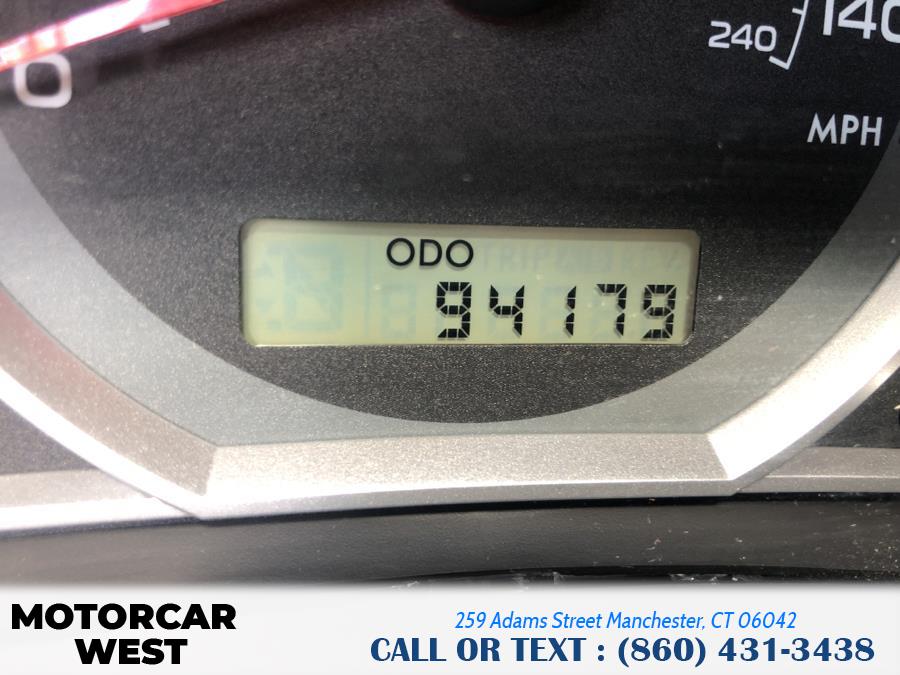 240
140
0
MPH
ODO
94179
MOTORCAR
WEST
259 Adams Street Manchester, CT 06042
CALL OR TEXT : (860) 431-3438